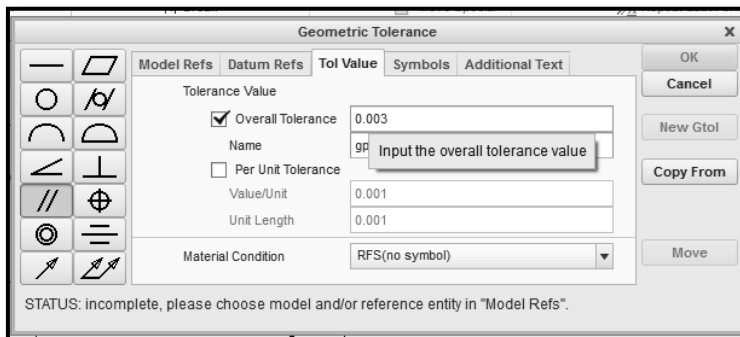 Geometric Tolerance X
Model Refs Datum Refs Tol Value Symbols Additional Text
OK
Tolerance Value
Cancel
Overall Tolerance 0.003
New Gtol
Name gp
Input the overall tolerance value
Per Unit Tolerance
Copy From
Value/Unit 0.001
Unit Length 0.001
Material Condition RFS(no symbol)
Move
STATUS: incomplete, please choose model and/or reference entity in "Model Refs".